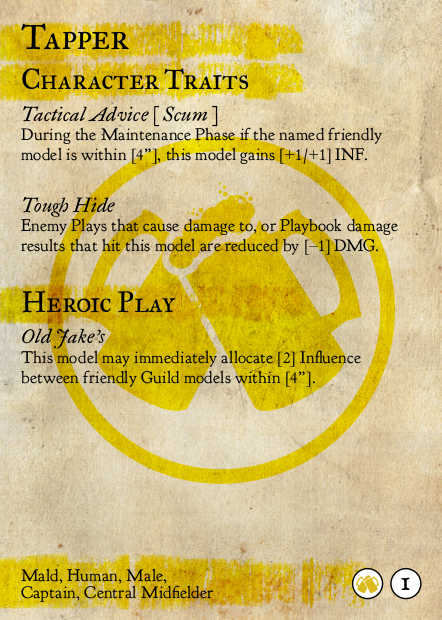 Tapper
Character Traits
Tactical Advice [ Scum ]
During the Maintenance Phase if the named friendly
model is within [4”], this model gains [+1/+1] INF.
Tough Hide
Enemy Plays that cause damage to, or Playbook damage
results that hit this model are reduced by [–1] DMG.
Heroic Play
Old Jake's
This model may immediately allocate [2] Influence
between friendly Guild models within [4”].
Mald, Human, Male,
Captain, Central Midfielder
1